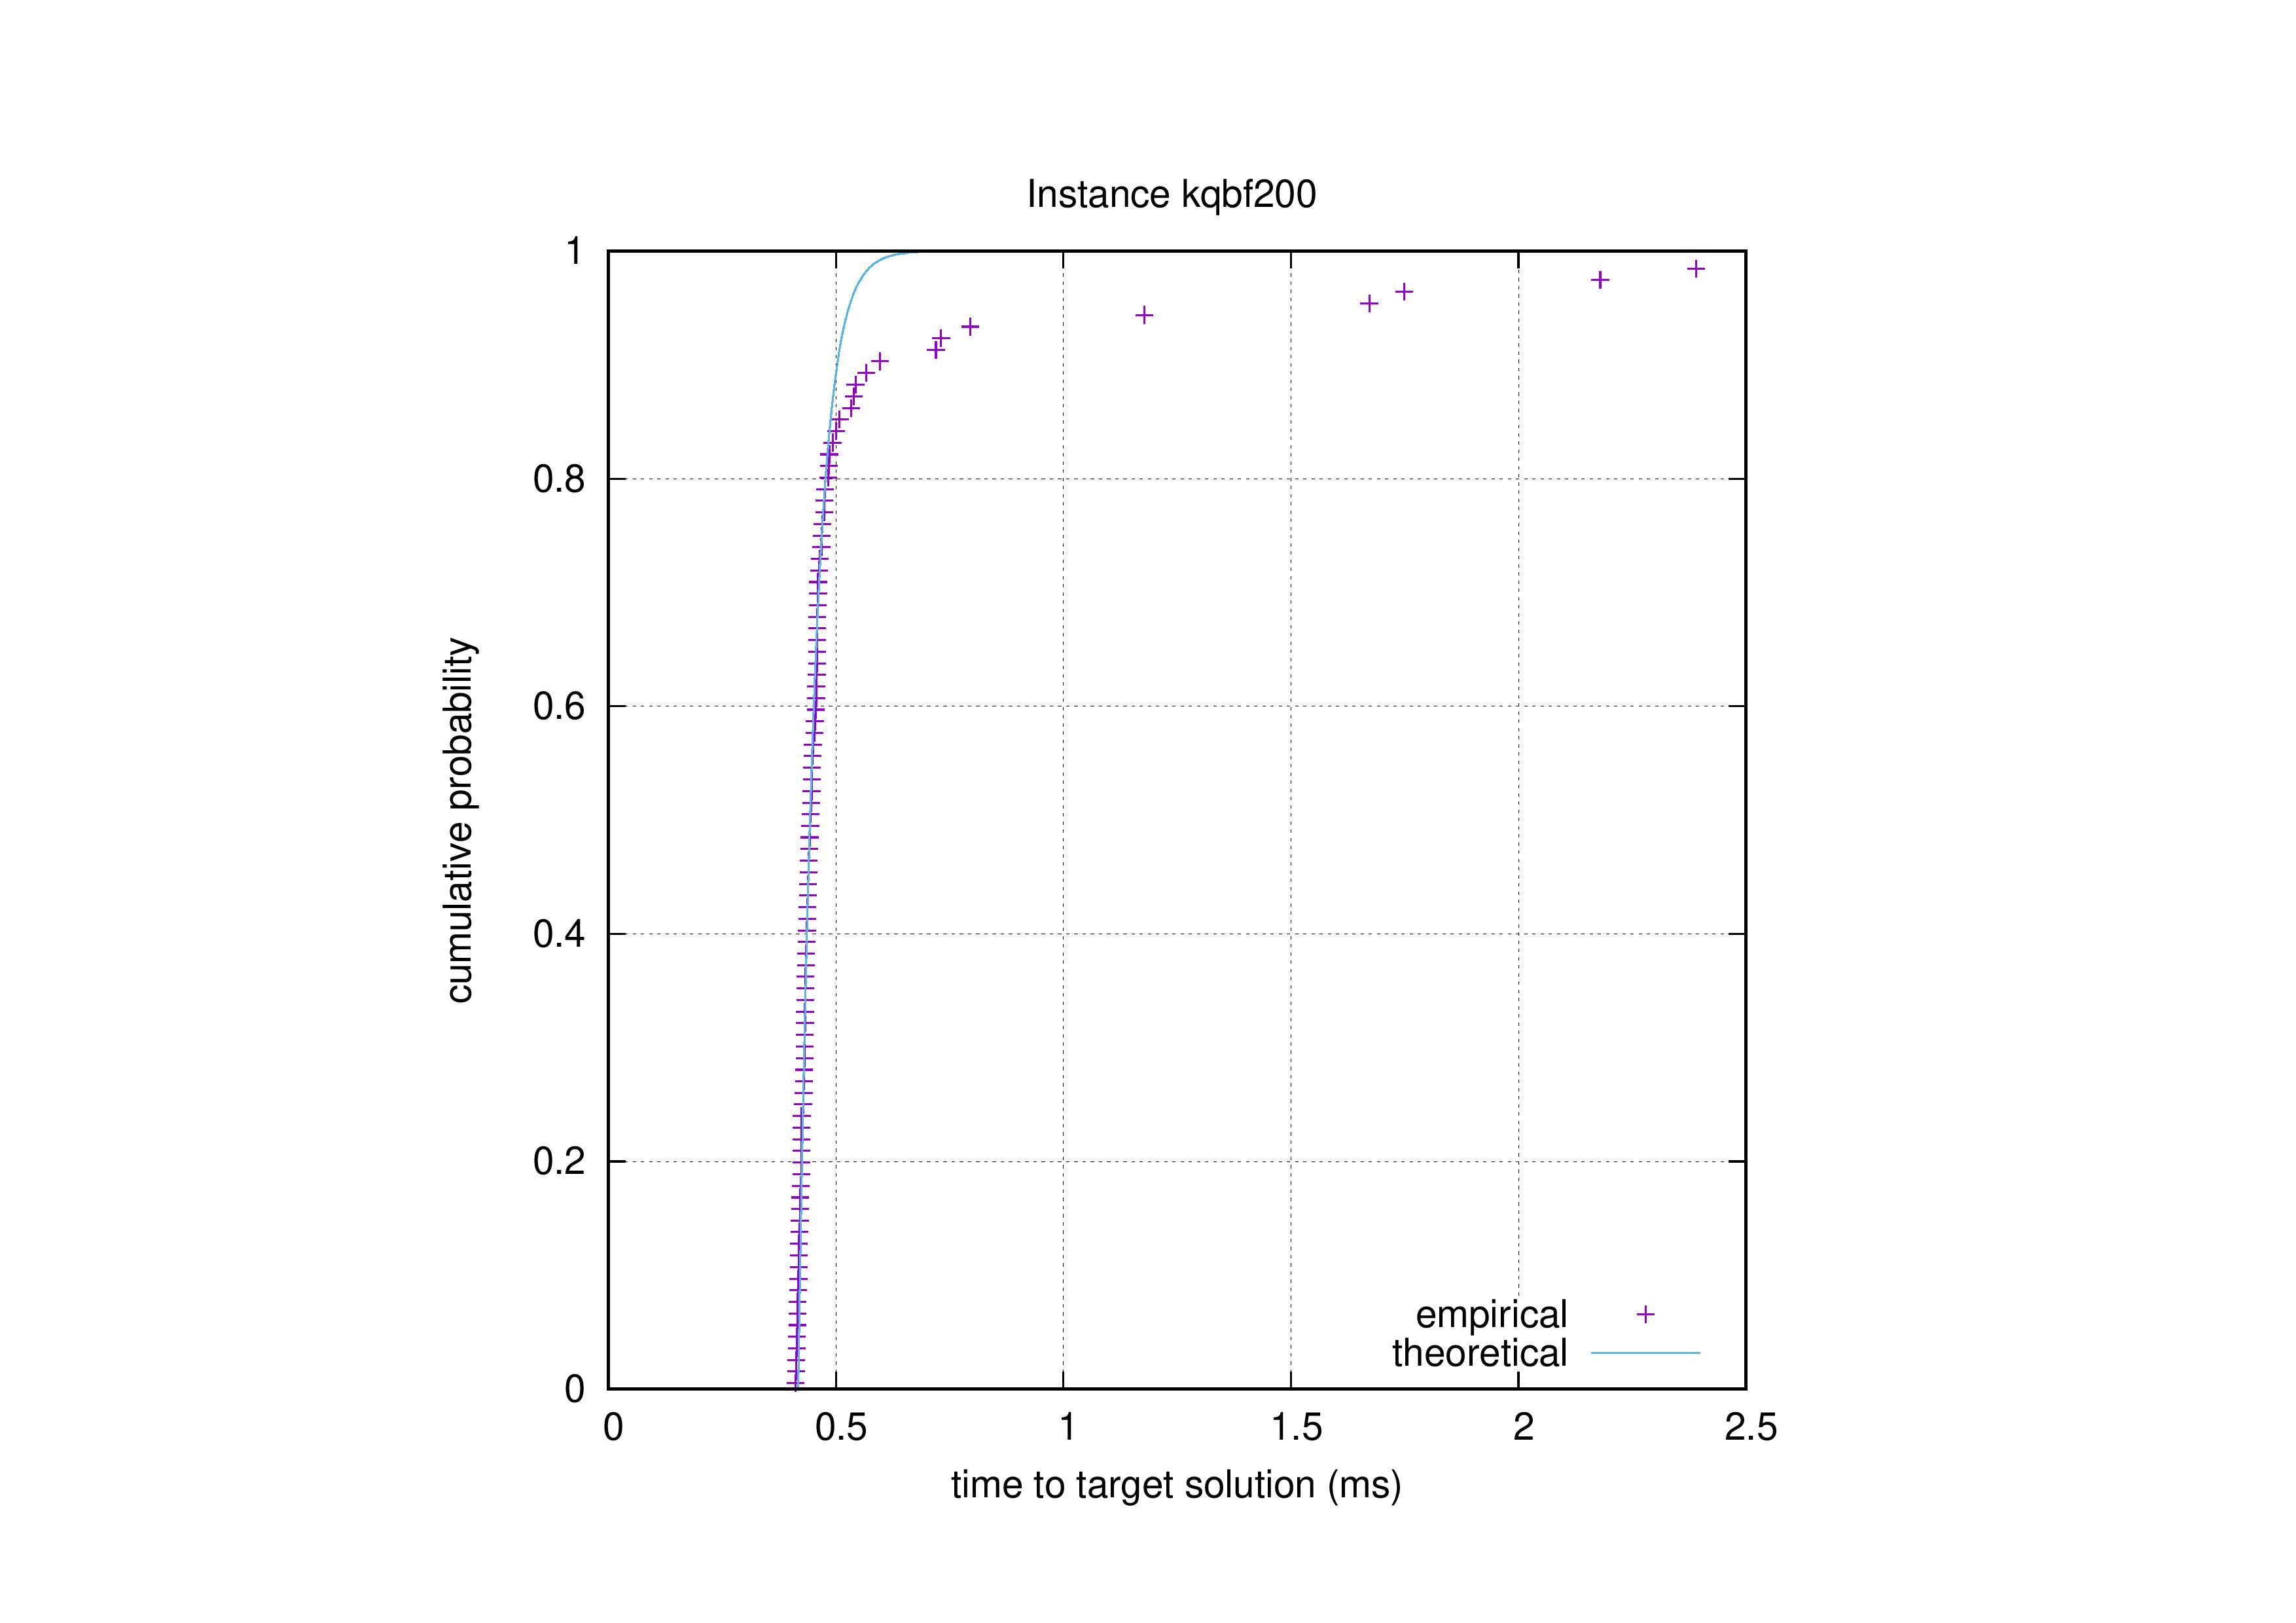 Instance kqbf200
1
0.8
0.6
0.4
0.2
0
cumulative probability
empirical
theoretical
0 0.5 1 1.5 2 2.5
time to target solution (ms)